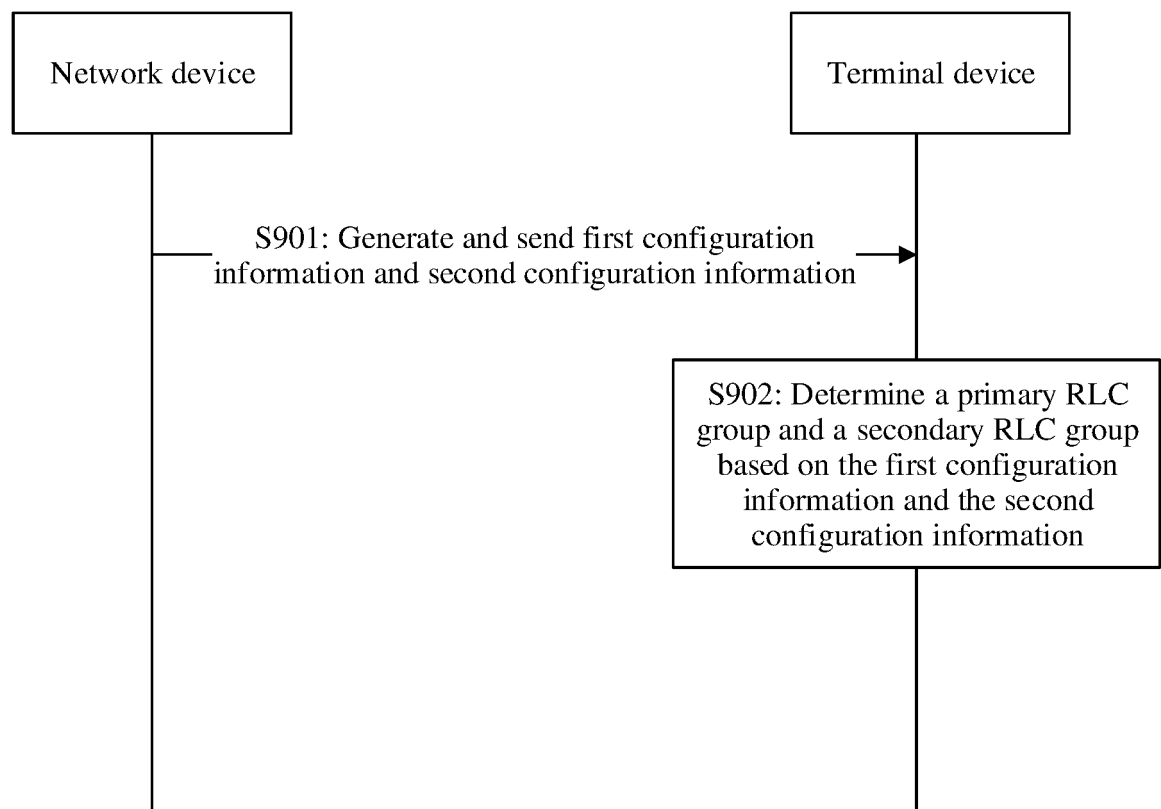 Network device
Terminal device
S901: Generate and send first configuration
information and second configuration information
S902: Determine a primary RLC
group and a secondary RLC group
based on the first configuration
information and the second
configuration information